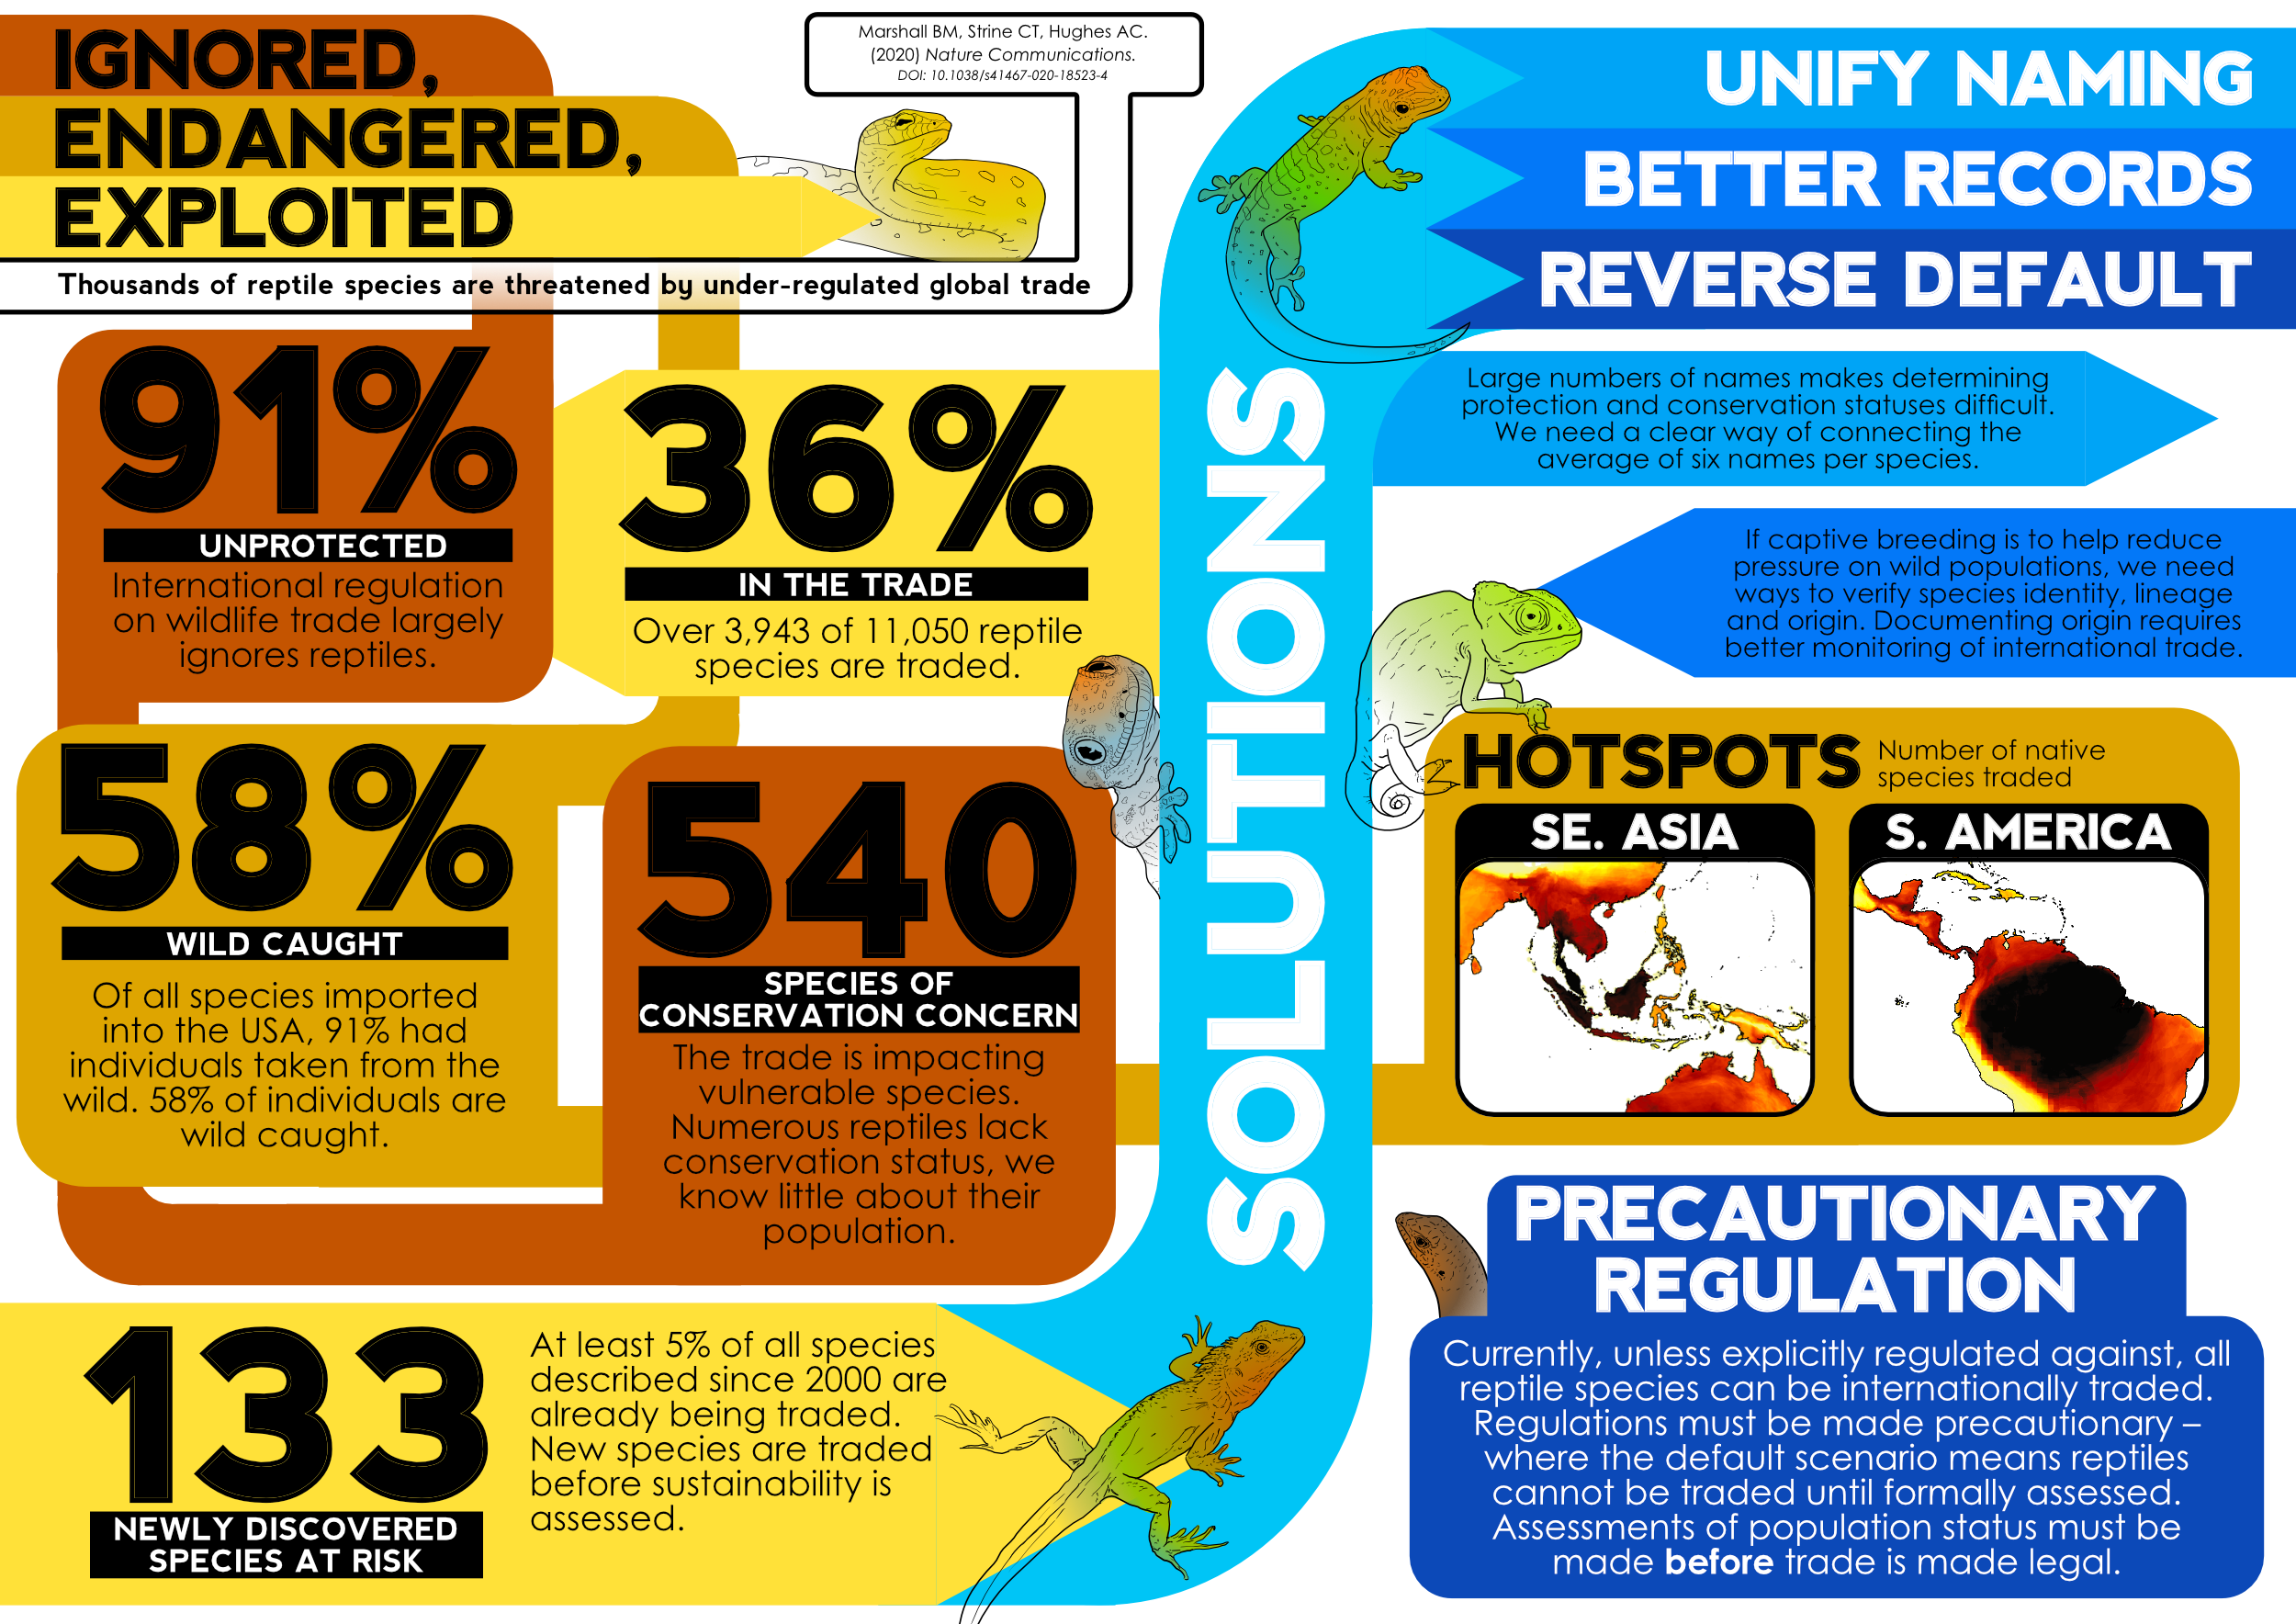 IGNORED,
ENDANGERED,
EXPLOITED
Thousands of reptile species are threatened by under-regulated global trade
Marshall BM, Strine CT, Hughes AC.
(2020) Nature Communications.
DOI: 10.1038/s41467-020-18523-4
91%
UNPROTECTED
International regulation
on wildlife trade largely
ignores reptiles.
36%
IN THE TRADE
Over 3,943 of 11,050 reptile
species are traded.
58%
WILD CAUGHT
Of all species imported
into the USA, 91% had
individuals taken from the
wild. 58% of individuals are
wild caught.
540
SPECIES OF
CONSERVATION CONCERN
The trade is impacting
vulnerable species.
Numerous reptiles lack
conservation status, we
know little about their
population.
133
NEWLY DISCOVERED
SPECIES AT RISK
At least 5% of all species
described since 2000 are
already being traded.
New species are traded
before sustainability is
assessed.
SOLUTIONS
UNIFY NAMING
BETTER RECORDS
REVERSE DEFAULT
Large numbers of names makes determining
protection and conservation statuses difficult.
We need a clear way of connecting the
average of six names per species.
If captive breeding is to help reduce
pressure on wild populations, we need
ways to verify species identity, lineage
and origin. Documenting origin requires
better monitoring of international trade.
HOTSPOTS
Number of native
species traded
SE. ASIA
S. AMERICA
PRECAUTIONARY
REGULATION
Currently, unless explicitly regulated against, all
reptile species can be internationally traded.
Regulations must be made precautionary –
where the default scenario means reptiles
cannot be traded until formally assessed.
Assessments of population status must be
made before trade is made legal.